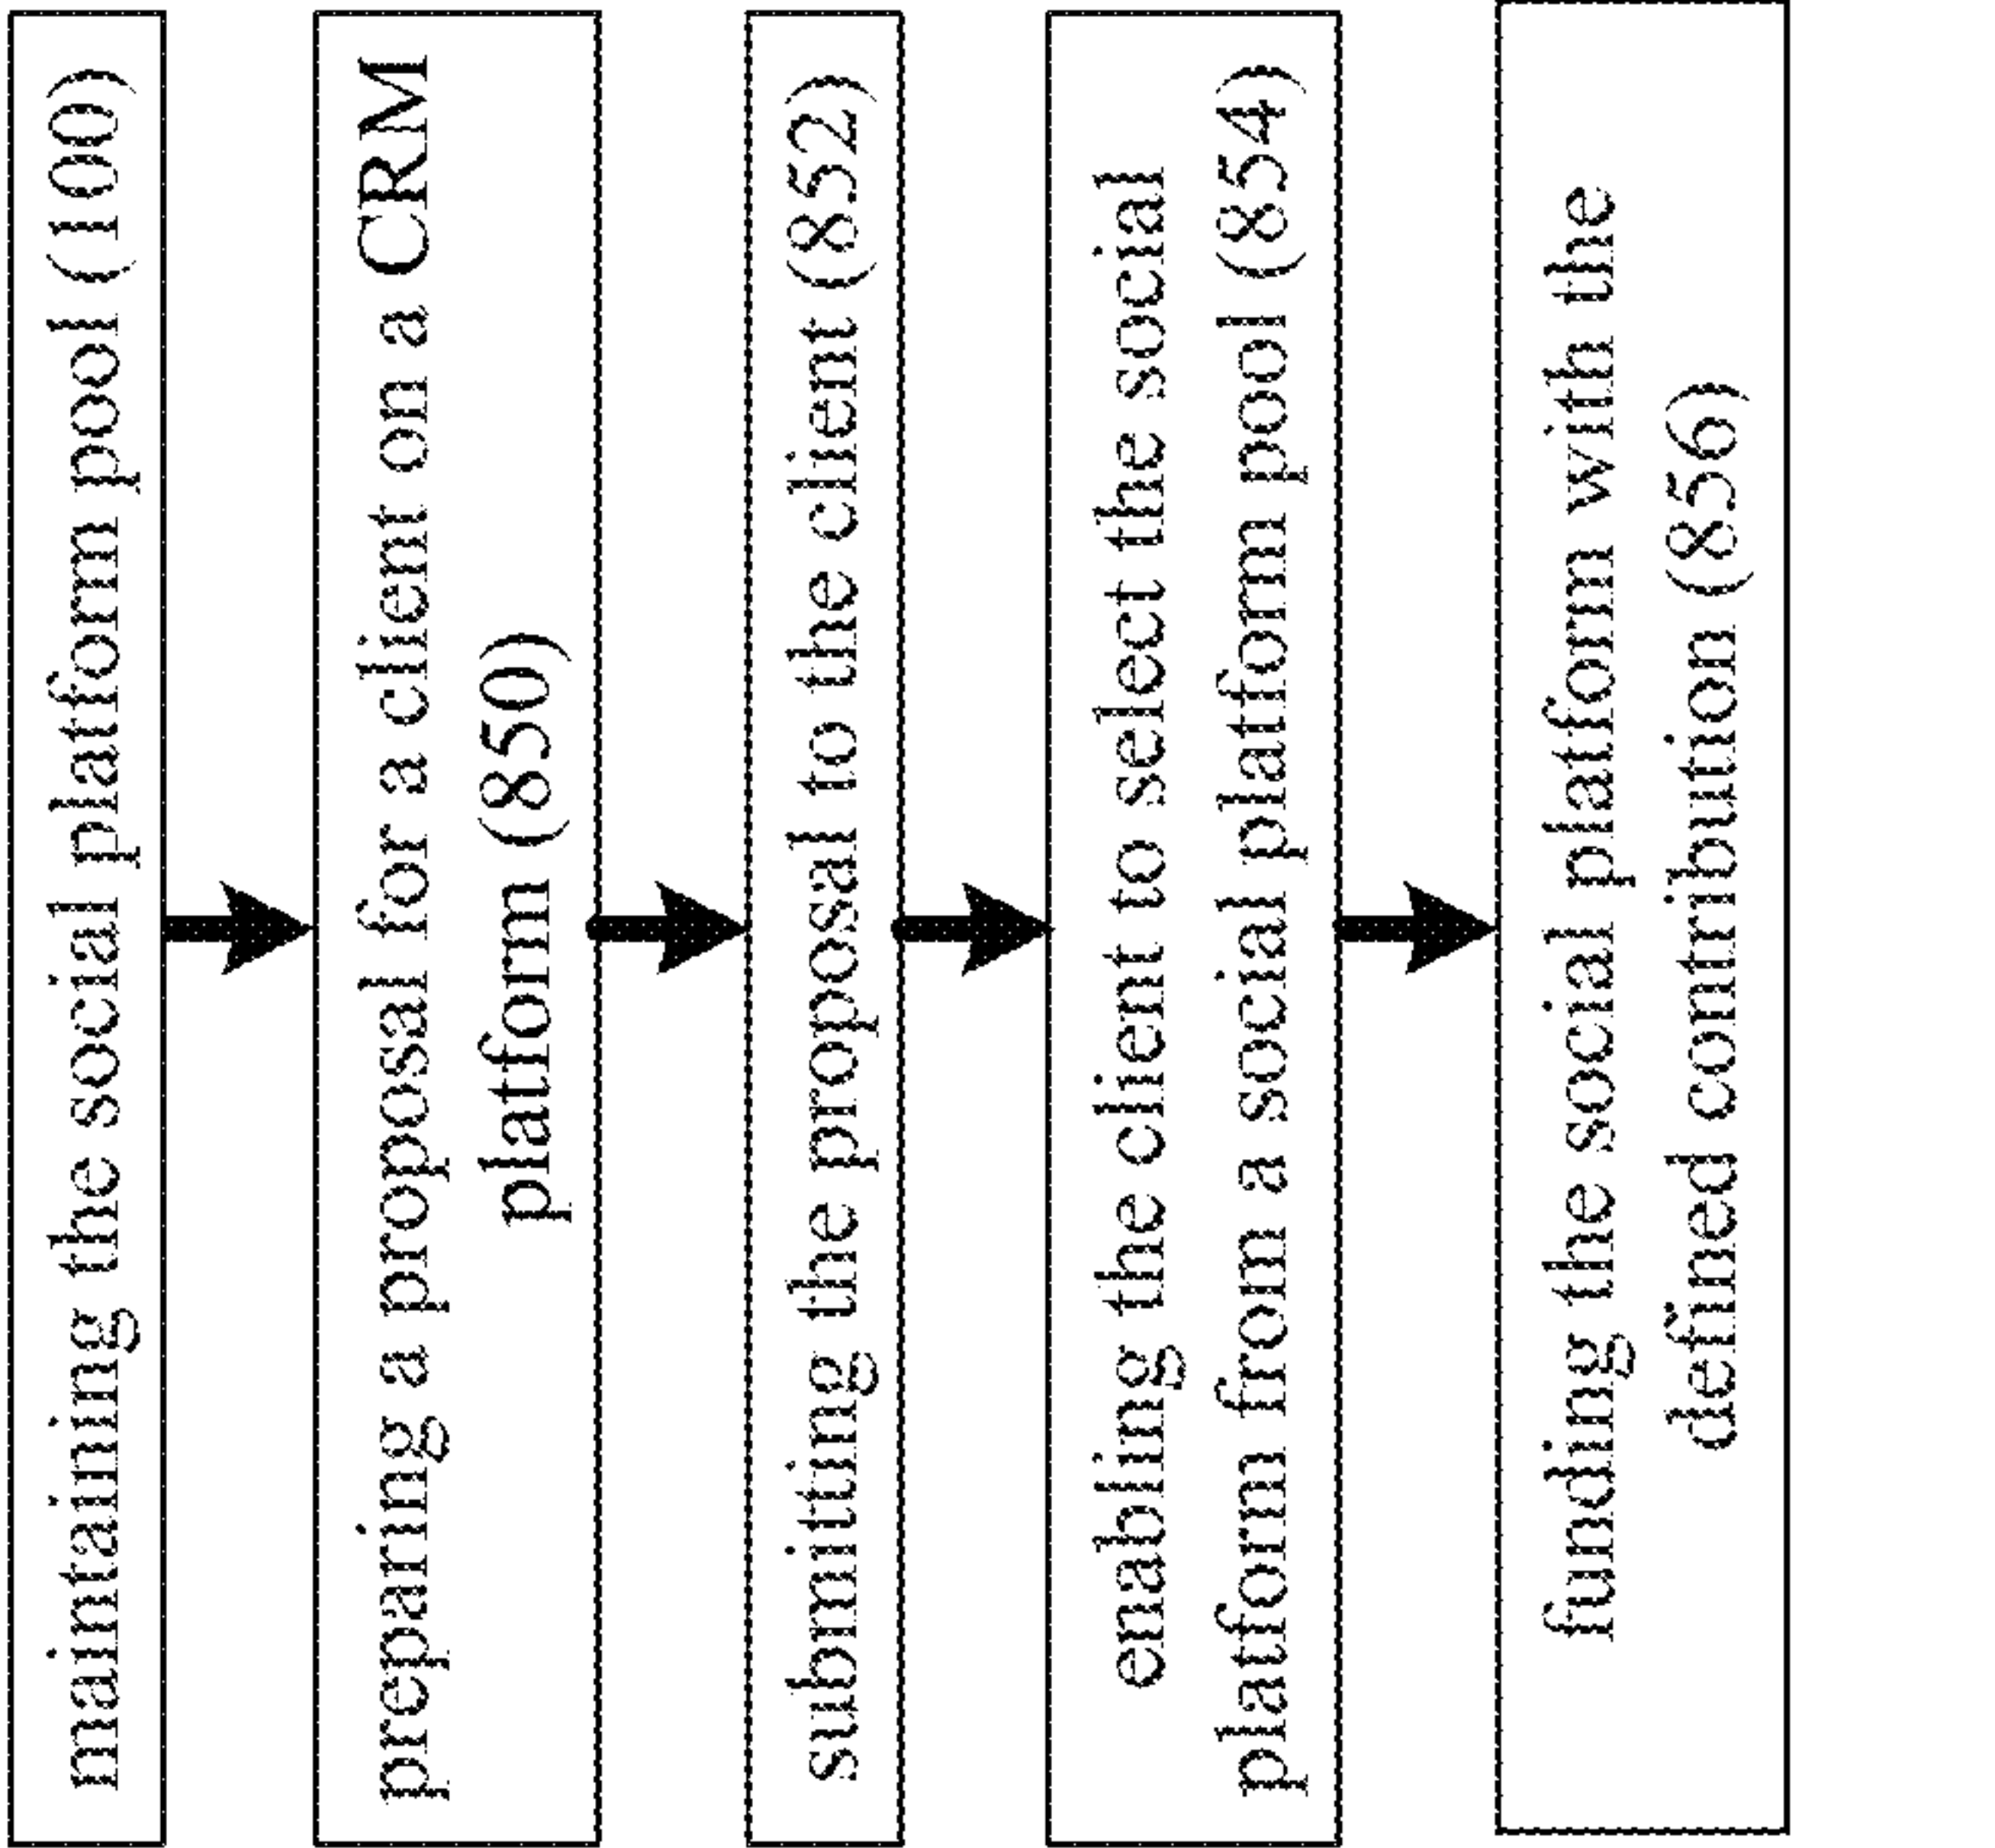 maintaining the social platform pool (100)
preparing a proposal for a client on a CRM
platform (850)
submitting the proposal to the client (852)
enabling the client to select the social
platform from a social platform pool (854)
funding the social platform with the
defined contribution (856)